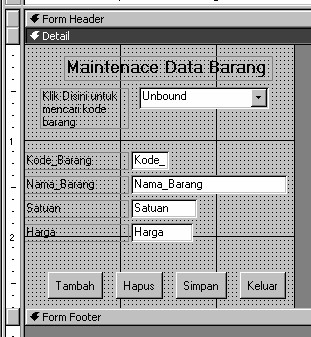 Form Header
Detail
Maintenace Data Barang
Klik Disini untuk
mencari kode
barang
Unbound
1
Kode_Barang
Kode_
Nama_Barang
Nama_Barang
Satuan
Satuan
2
Harga
Harga
Tambah
Hapus
Simpan
Keluar
Form Footer